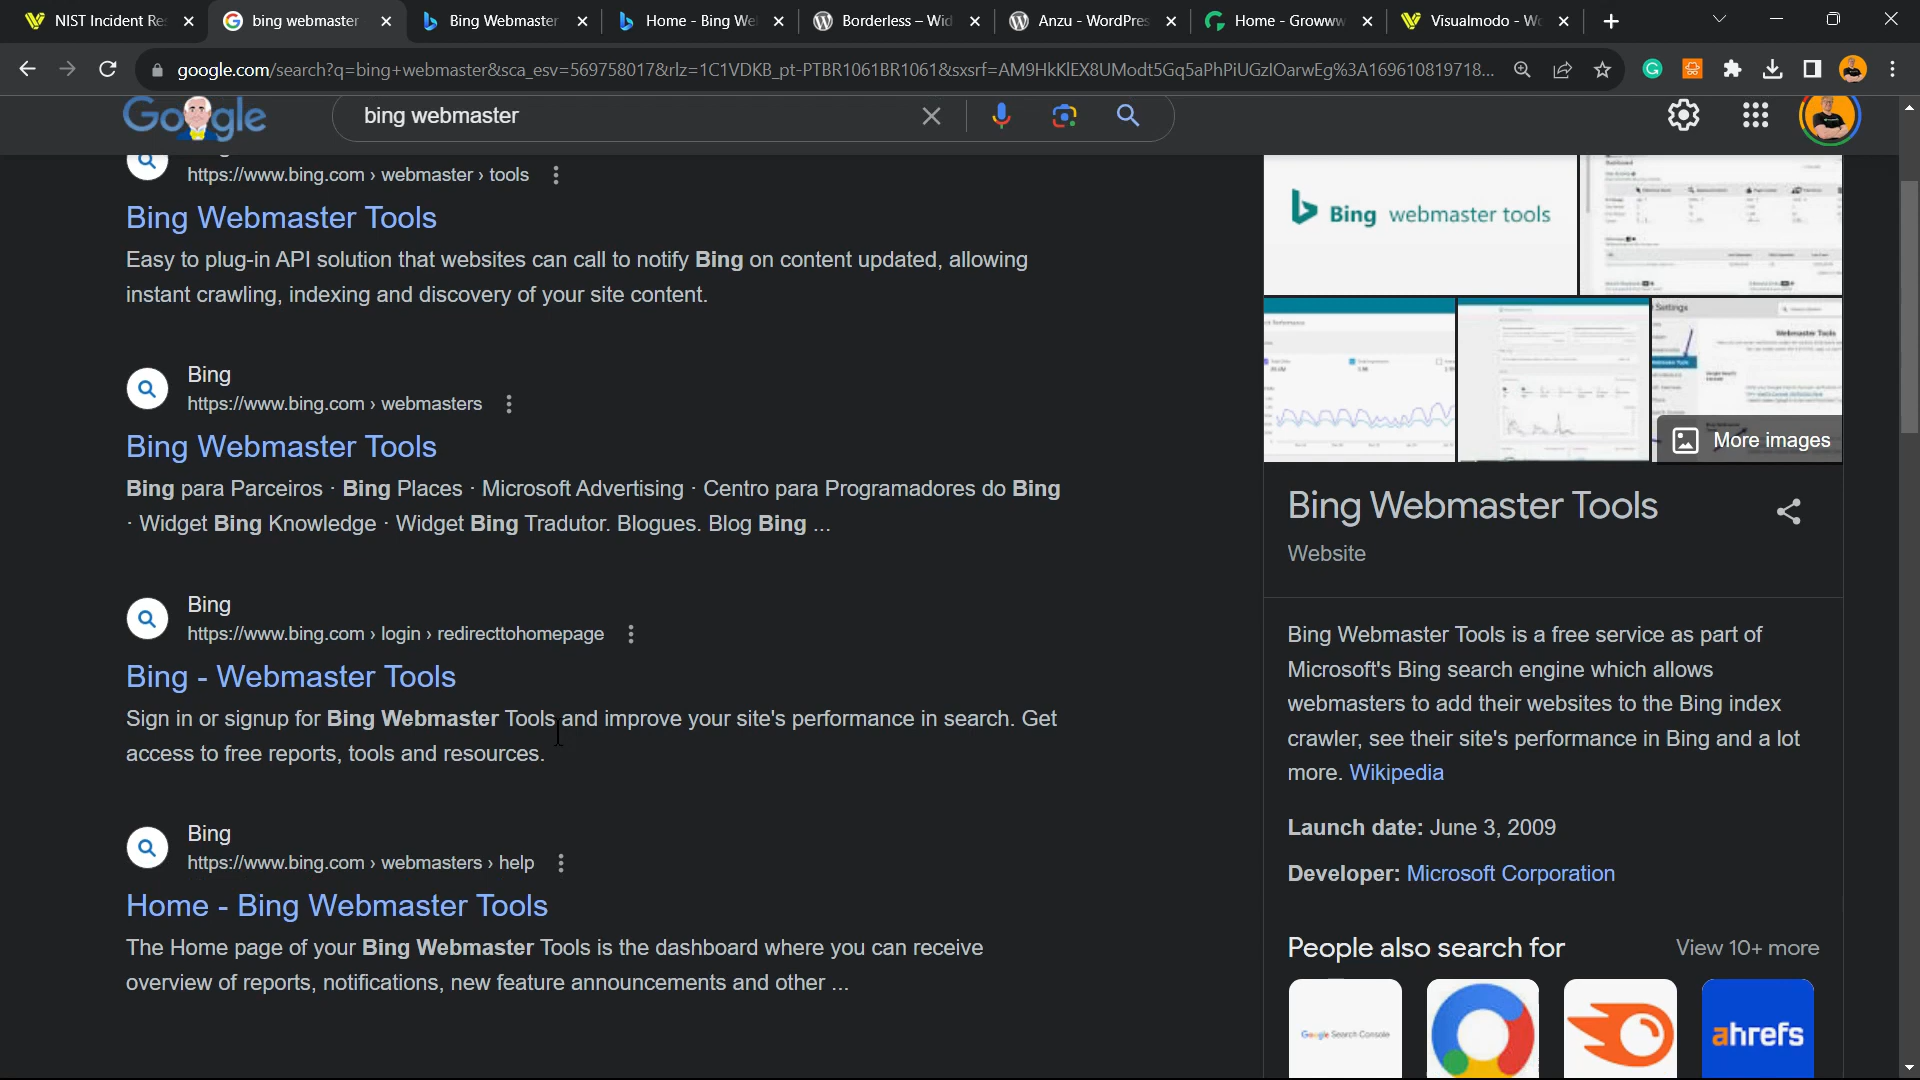 NIST Incident Re
bing webmaster
Bing Webmaster
Home - Bing We
Borderless – Wid
Anzu - WordPres
Home - Growww
Visualmodo - Wo
google.com/search?q=bing+webmaster&sca_esv=569758017&rlz=1C1VDKB_pt-PTBR1061BR1061&sxsrf=AM9HkKlEX8UModt5Gq5aPhPiUGzlOarwEg%3A169610819718...
Google
bing webmaster
https://www.bing.com › webmaster › tools
Bing Webmaster Tools
Easy to plug-in API solution that websites can call to notify Bing on content updated, allowing
instant crawling, indexing and discovery of your site content.
Bing
https://www.bing.com › webmasters
Bing Webmaster Tools
Bing para Parceiros · Bing Places · Microsoft Advertising · Centro para Programadores do Bing
· Widget Bing Knowledge · Widget Bing Tradutor. Blogues. Blog Bing ...
Bing
https://www.bing.com › login › redirecttohomepage
Bing - Webmaster Tools
Sign in or signup for Bing Webmaster Tools and improve your site's performance in search. Get
access to free reports, tools and resources.
Bing
https://www.bing.com › webmasters › help
Home - Bing Webmaster Tools
The Home page of your Bing Webmaster Tools is the dashboard where you can receive
overview of reports, notifications, new feature announcements and other ...
Bing webmaster tools
Settings
Webmaster Tools
More images
Bing Webmaster Tools
Website
Bing Webmaster Tools is a free service as part of
Microsoft's Bing search engine which allows
webmasters to add their websites to the Bing index
crawler, see their site's performance in Bing and a lot
more. Wikipedia
Launch date: June 3, 2009
Developer: Microsoft Corporation
People also search for
View 10+ more
Google Search Console
ahrefs